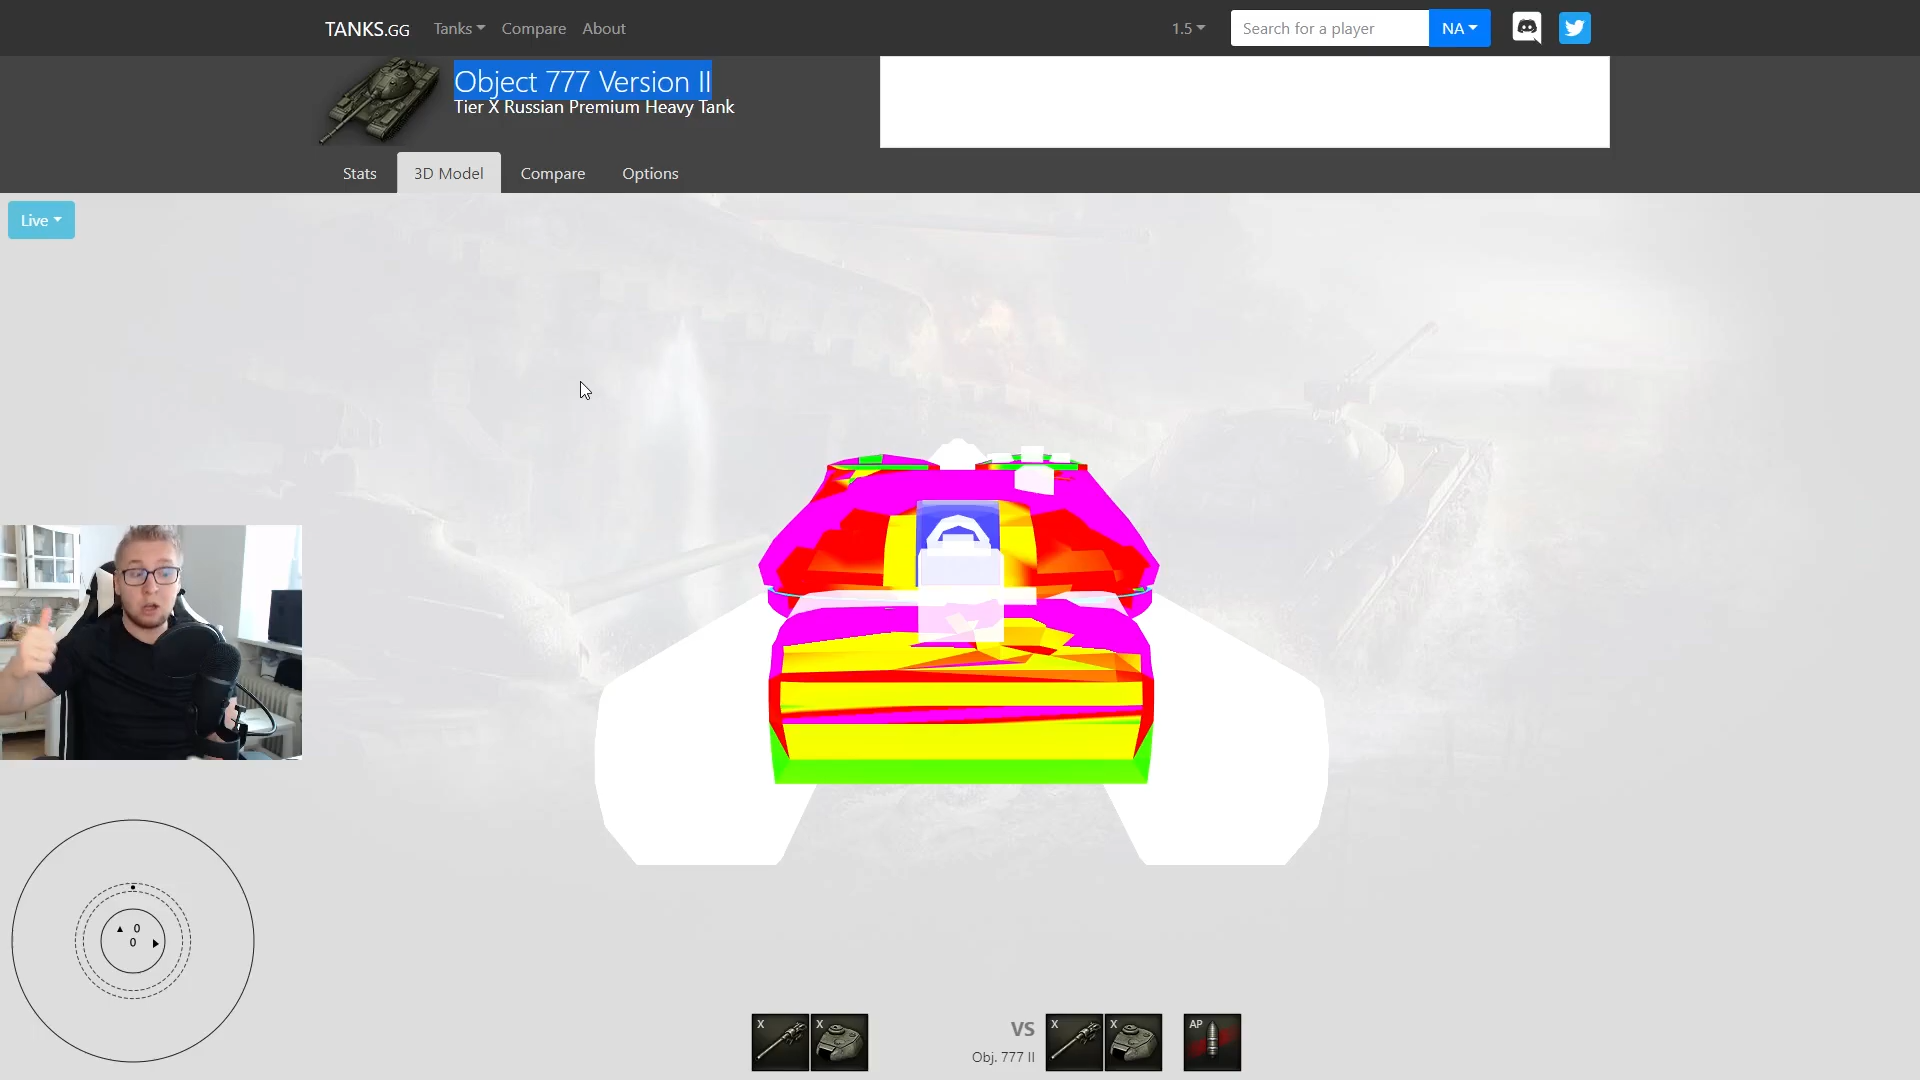 TANKS.GG Tanks Compare About 1.5 Search for a player NA
Object 777 Version II
Tier X Russian Premium Heavy Tank
Stats 3D Model Compare Options
Live
0
0
X X VS X X AP
Obj. 777 II